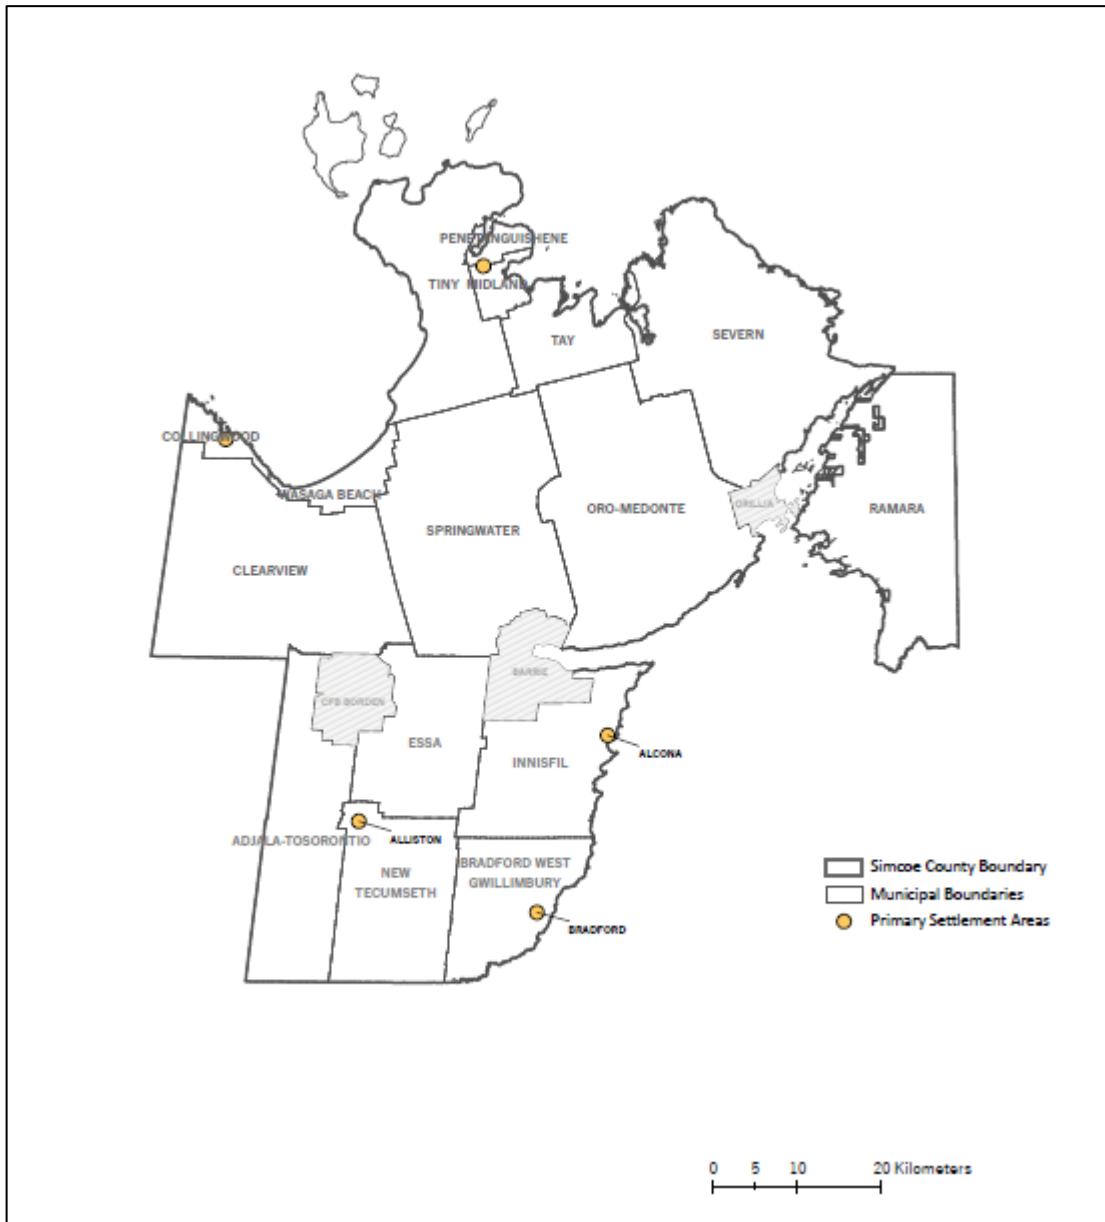 PENETANGUISHENE
TINY MIDLAND
TAY
SEVERN
COLLINGWOOD
WASAGA BEACH
ORILLIA
ORO-MEDONTE
RAMARA
SPRINGWATER
CLEARVIEW
BARRIE
CFB BORDEN
ESSA
ALCONA
INNISFIL
ADJALA-TOSORONTIO
ALLISTON
NEW
TECUMSETH
BRADFORD WEST
GWILLIMBURY
BRADFORD
Simcoe County Boundary
Municipal Boundaries
Primary Settlement Areas
0 5 10 20 Kilometers